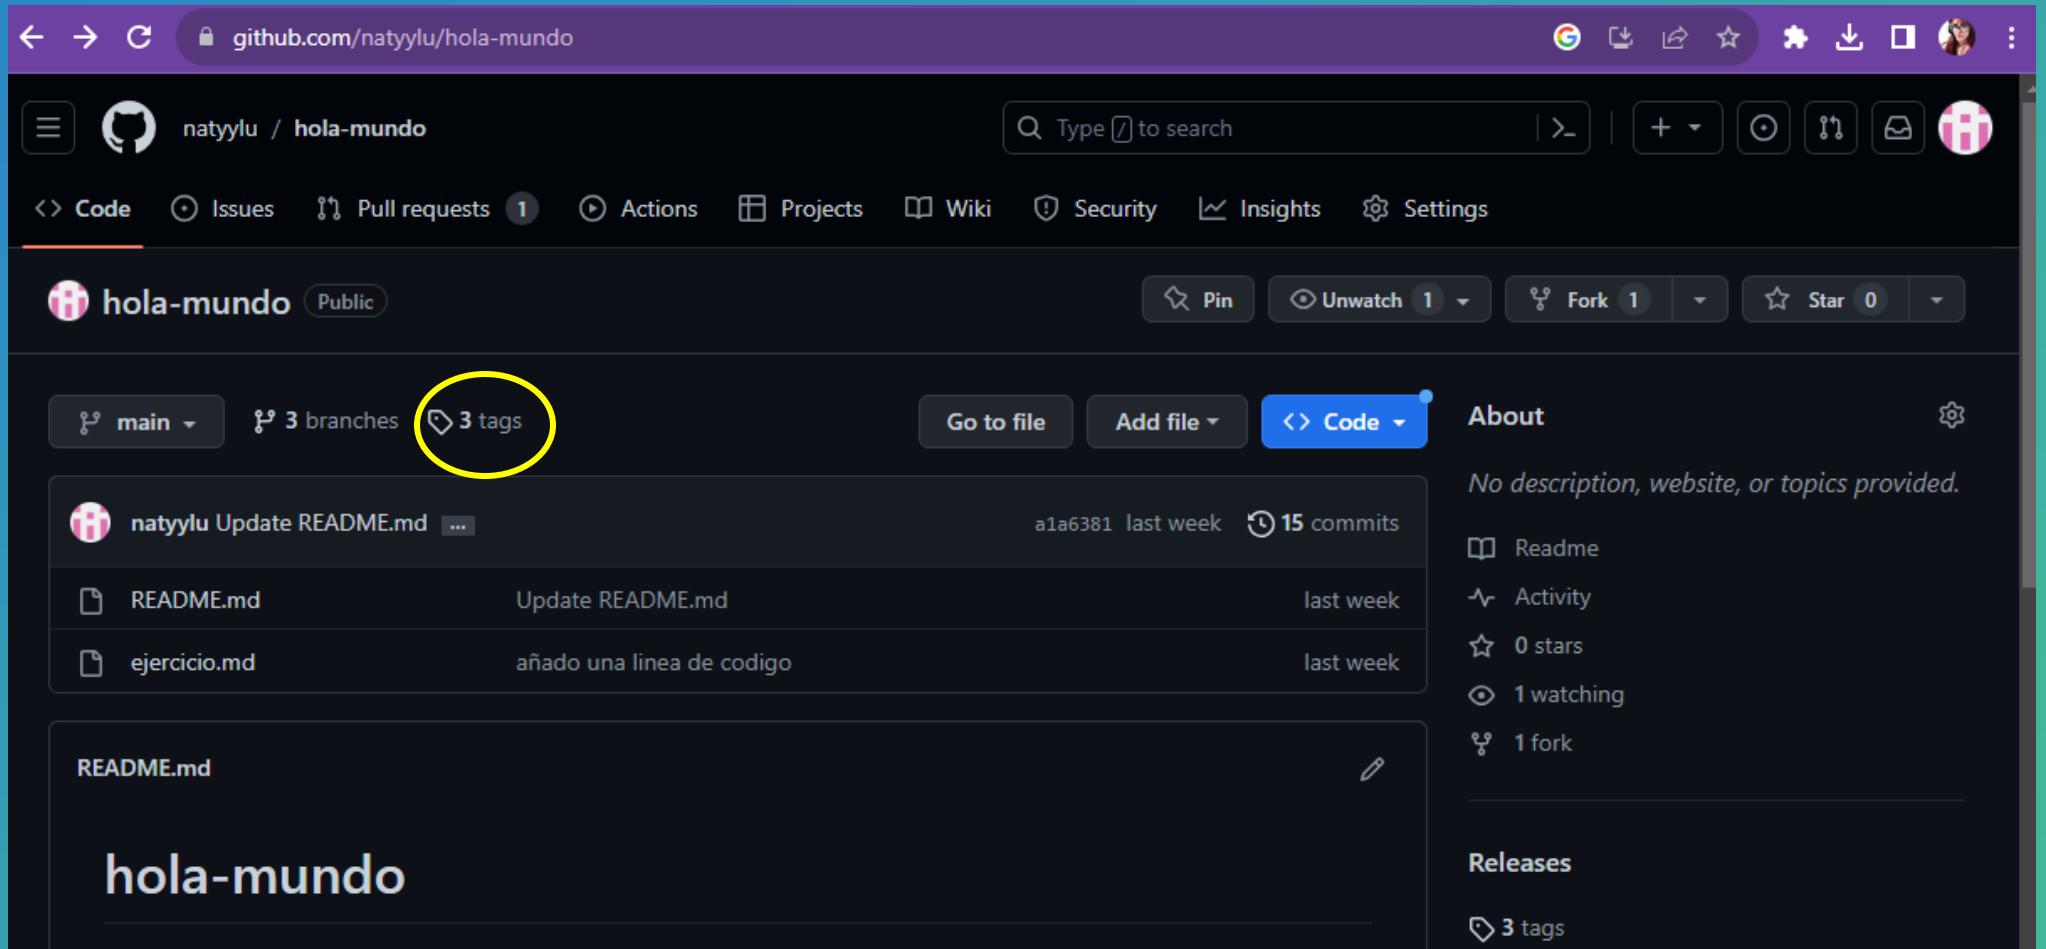 github.com/natyylu/hola-mundo
natyylu / hola-mundo
Type / to search
Code Issues Pull requests 1 Actions Projects Wiki Security Insights Settings
hola-mundo Public
Pin Unwatch 1 Fork 1 Star 0
main 3 branches 3 tags Go to file Add file Code
natyylu Update README.md ... a1a6381 last week 15 commits
README.md Update README.md last week
ejercicio.md añado una linea de codigo last week
README.md
hola-mundo
About
No description, website, or topics provided.
Readme
Activity
0 stars
1 watching
1 fork
Releases
3 tags